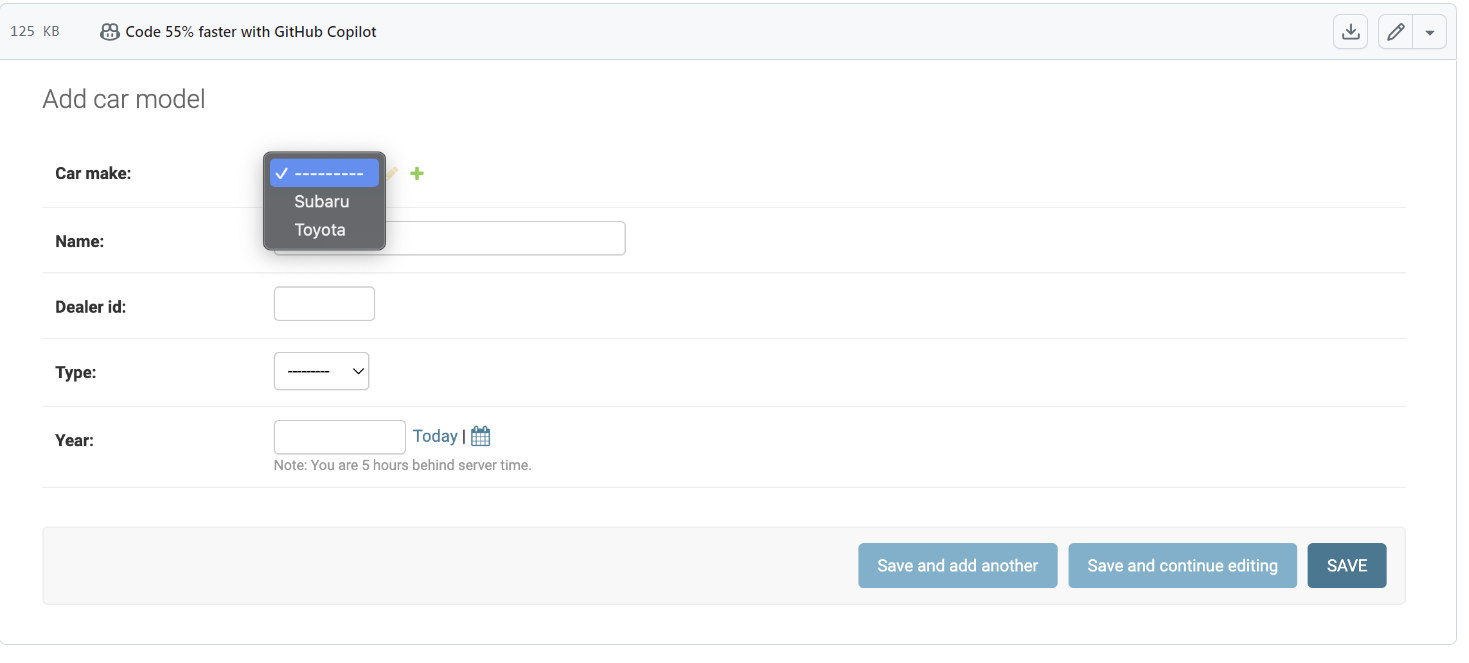 125 KB Code 55% faster with GitHub Copilot
Add car model
Car make:
✓ ---------
Subaru
Toyota
Name:
Dealer id:
Type: ---------
Year: Today |
Note: You are 5 hours behind server time.
Save and add another Save and continue editing SAVE